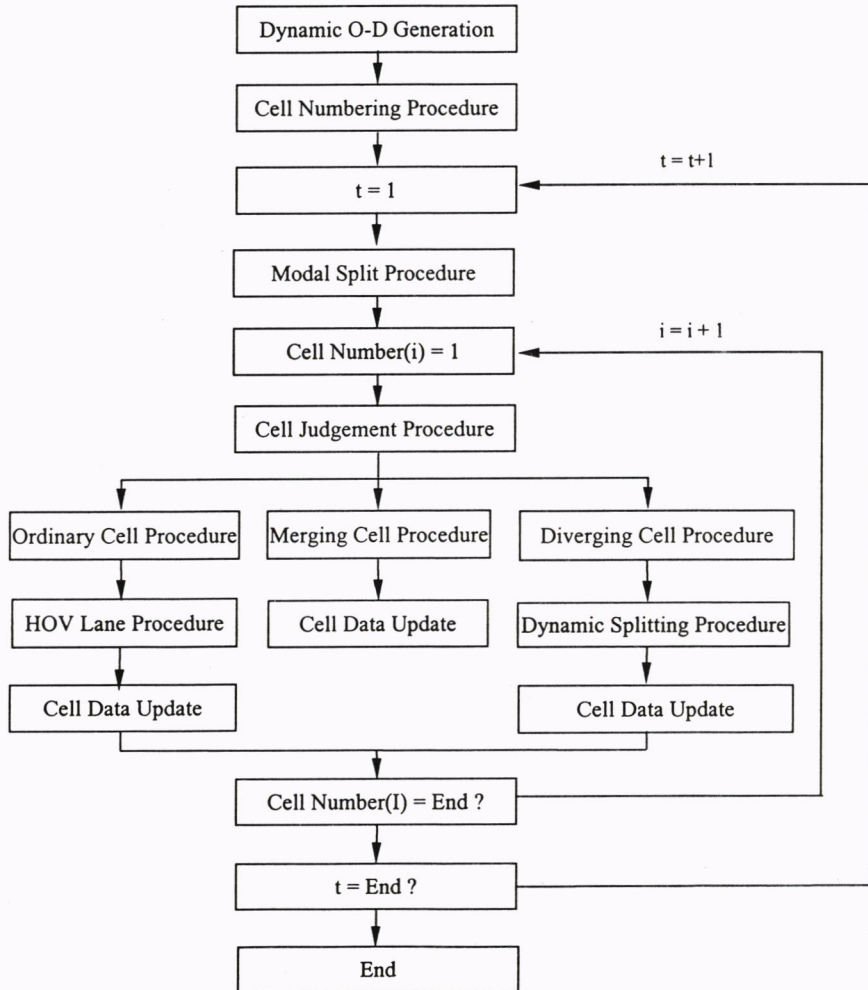 Dynamic O-D Generation
Cell Numbering Procedure
t = t+1
t = 1
Modal Split Procedure
i = i + 1
Cell Number(i) = 1
Cell Judgement Procedure
Ordinary Cell Procedure
Merging Cell Procedure
Diverging Cell Procedure
HOV Lane Procedure
Cell Data Update
Dynamic Splitting Procedure
Cell Data Update
Cell Data Update
Cell Number(I) = End ?
t = End ?
End